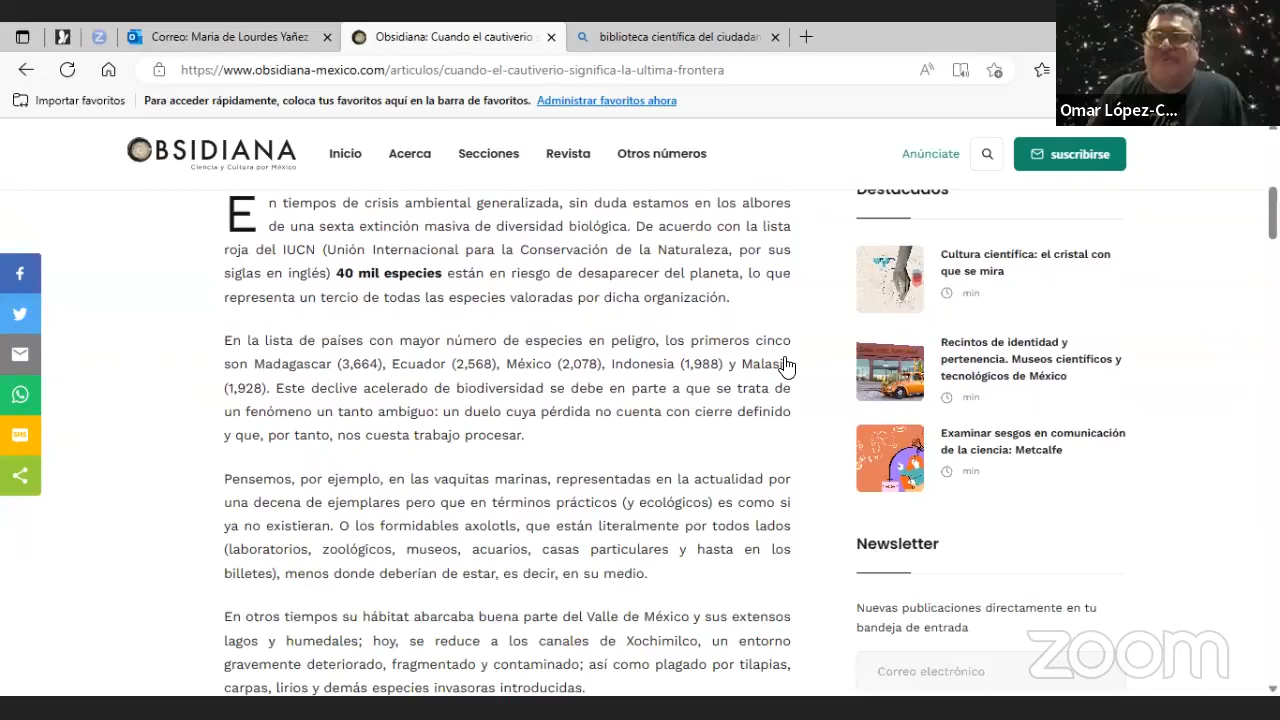 Correo: Maria de Lourdes Yañez
Obsidiana: Cuando el cautiverio
biblioteca científica del ciudadan
https://www.obsidiana-mexico.com/articulos/cuando-el-cautiverio-significa-la-ultima-frontera
Importar favoritos
Para acceder rápidamente, coloca tus favoritos aquí en la barra de favoritos. Administrar favoritos ahora
Omar López-C...
OBSIDIANA
Ciencia y Cultura por México
Inicio
Acerca
Secciones
Revista
Otros números
Anúnciate
suscribirse
En tiempos de crisis ambiental generalizada, sin duda estamos en los albores
de una sexta extinción masiva de diversidad biológica. De acuerdo con la lista
roja del IUCN (Unión Internacional para la Conservación de la Naturaleza, por sus
siglas en inglés) 40 mil especies están en riesgo de desaparecer del planeta, lo que
representa un tercio de todas las especies valoradas por dicha organización.
En la lista de países con mayor número de especies en peligro, los primeros cinco
son Madagascar (3,664), Ecuador (2,568), México (2,078), Indonesia (1,988) y Malasia
(1,928). Este declive acelerado de biodiversidad se debe en parte a que se trata de
un fenómeno un tanto ambiguo: un duelo cuya pérdida no cuenta con cierre definido
y que, por tanto, nos cuesta trabajo procesar.
Pensemos, por ejemplo, en las vaquitas marinas, representadas en la actualidad por
una decena de ejemplares pero que en términos prácticos (y ecológicos) es como si
ya no existieran. O los formidables axolotls, que están literalmente por todos lados
(laboratorios, zoológicos, museos, acuarios, casas particulares y hasta en los
billetes), menos donde deberían de estar, es decir, en su medio.
En otros tiempos su hábitat abarcaba buena parte del Valle de México y sus extensos
lagos y humedales; hoy, se reduce a los canales de Xochimilco, un entorno
gravemente deteriorado, fragmentado y contaminado; así como plagado por tilapias,
carpas, lirios y demás especies invasoras introducidas.
Destacados
Cultura científica: el cristal con
que se mira
min
Recintos de identidad y
pertenencia. Museos científicos y
tecnológicos de México
min
Examinar sesgos en comunicación
de la ciencia: Metcalfe
min
Newsletter
Nuevas publicaciones directamente en tu
bandeja de entrada
Correo electrónico
zoom
SMS